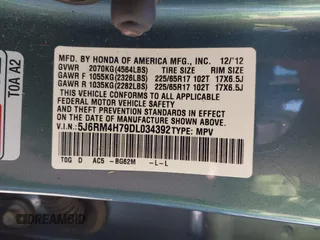 MFD. BY HONDA OF AMERICA MFG., INC. 12/'12
GVWR 2070KG(4564LBS) TIRE SIZE RIM SIZE
GAWR F 1055KG(2326LBS) 225/65R17 102T 17X6.5J
GAWR R 1035KG(2282LBS) 225/65R17 102T 17X6.5J
THIS VEHICLE CONFORMS TO ALL APPLICABLE
FEDERAL MOTOR VEHICLE SAFETY
AND THEFT PREVENTION STANDARDS IN
EFFECT ON THE DATE OF MANUFACTURE
SHOWN ABOVE.
V.I.N.:5J6RM4H79DL034392 TYPE: MPV
T0G D AC5 -BG62M -L-L
T0A A2
© DREAMBID